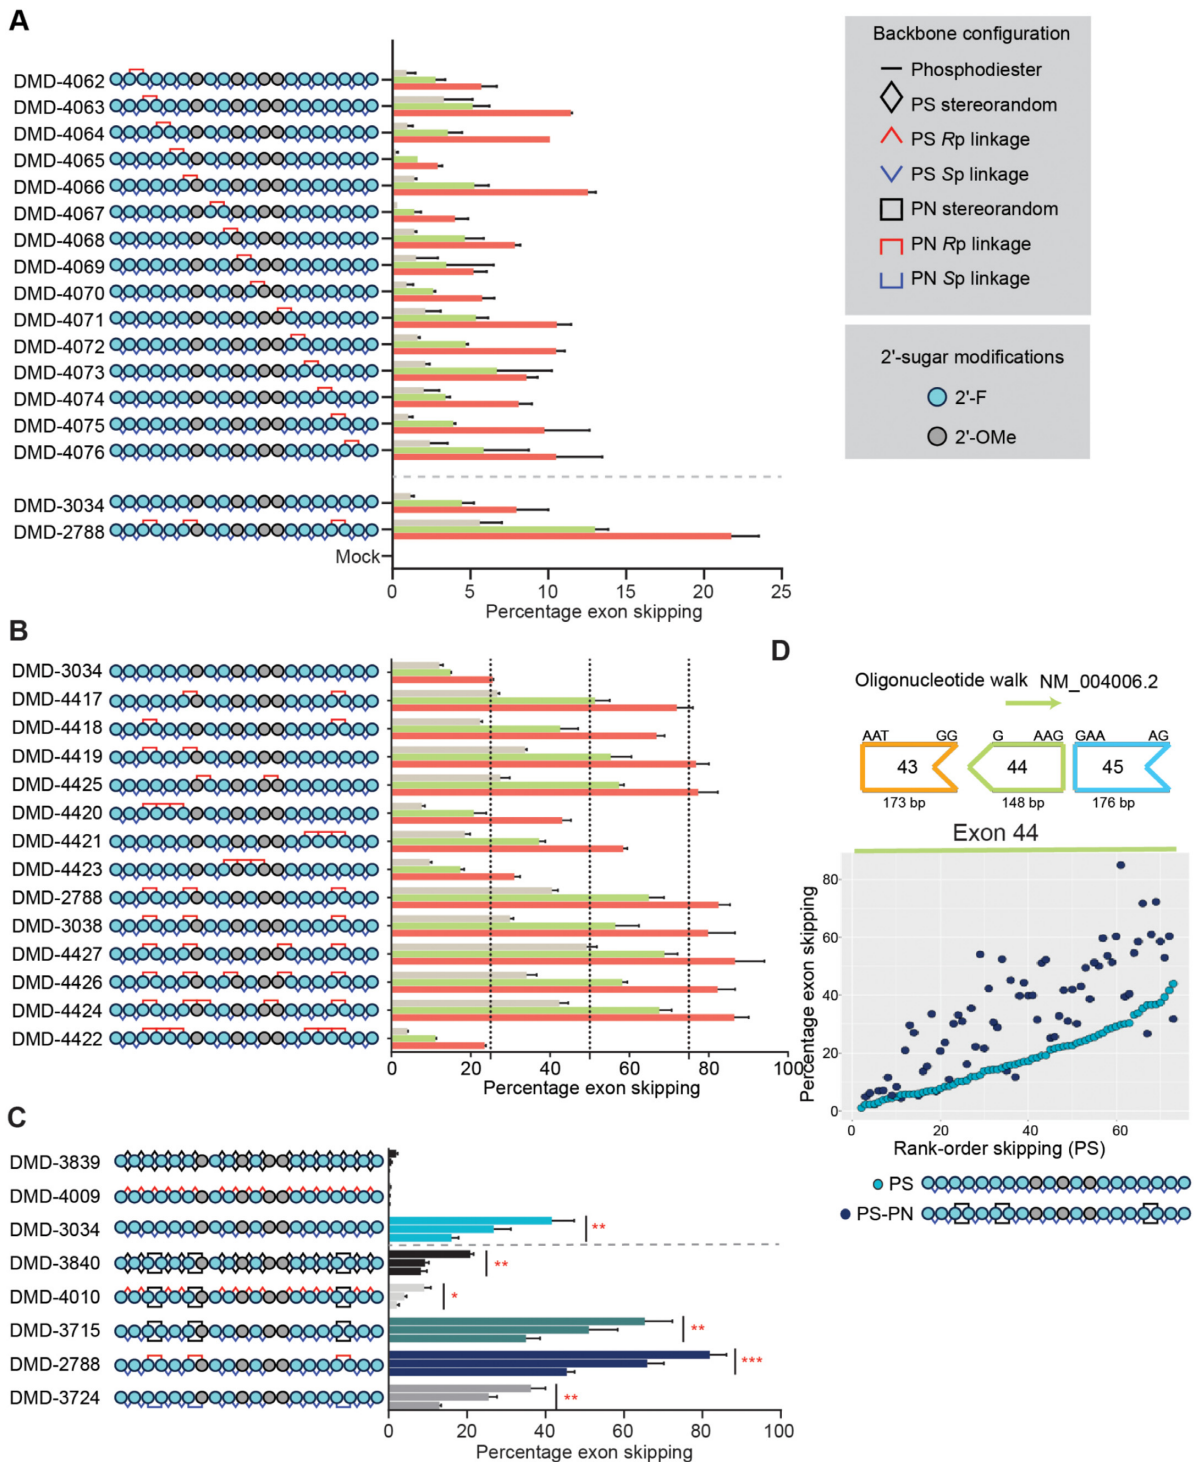 A
DMD-4062
DMD-4063
DMD-4064
DMD-4065
DMD-4066
DMD-4067
DMD-4068
DMD-4069
DMD-4070
DMD-4071
DMD-4072
DMD-4073
DMD-4074
DMD-4075
DMD-4076
DMD-3034
DMD-2788
Mock
0 5 10 15 20 25
Percentage exon skipping
Backbone configuration
Phosphodiester
PS stereorandom
PS Rp linkage
PS Sp linkage
PN stereorandom
PN Rp linkage
PN Sp linkage
2'-sugar modifications
2'-F
2'-OMe
B
DMD-3034
DMD-4417
DMD-4418
DMD-4419
DMD-4425
DMD-4420
DMD-4421
DMD-4423
DMD-2788
DMD-3038
DMD-4427
DMD-4426
DMD-4424
DMD-4422
0 20 40 60 80 100
Percentage exon skipping
C
DMD-3839
DMD-4009
DMD-3034
**
DMD-3840
**
DMD-4010
*
DMD-3715
**
DMD-2788
***
DMD-3724
**
0 20 40 60 80 100
Percentage exon skipping
D
Oligonucleotide walk NM_004006.2
AAT GG G AAG GAA AG
43 44 45
173 bp 148 bp 176 bp
Exon 44
Percentage exon skipping
80
60
40
20
0
0 20 40 60
Rank-order skipping (PS)
PS
PS-PN